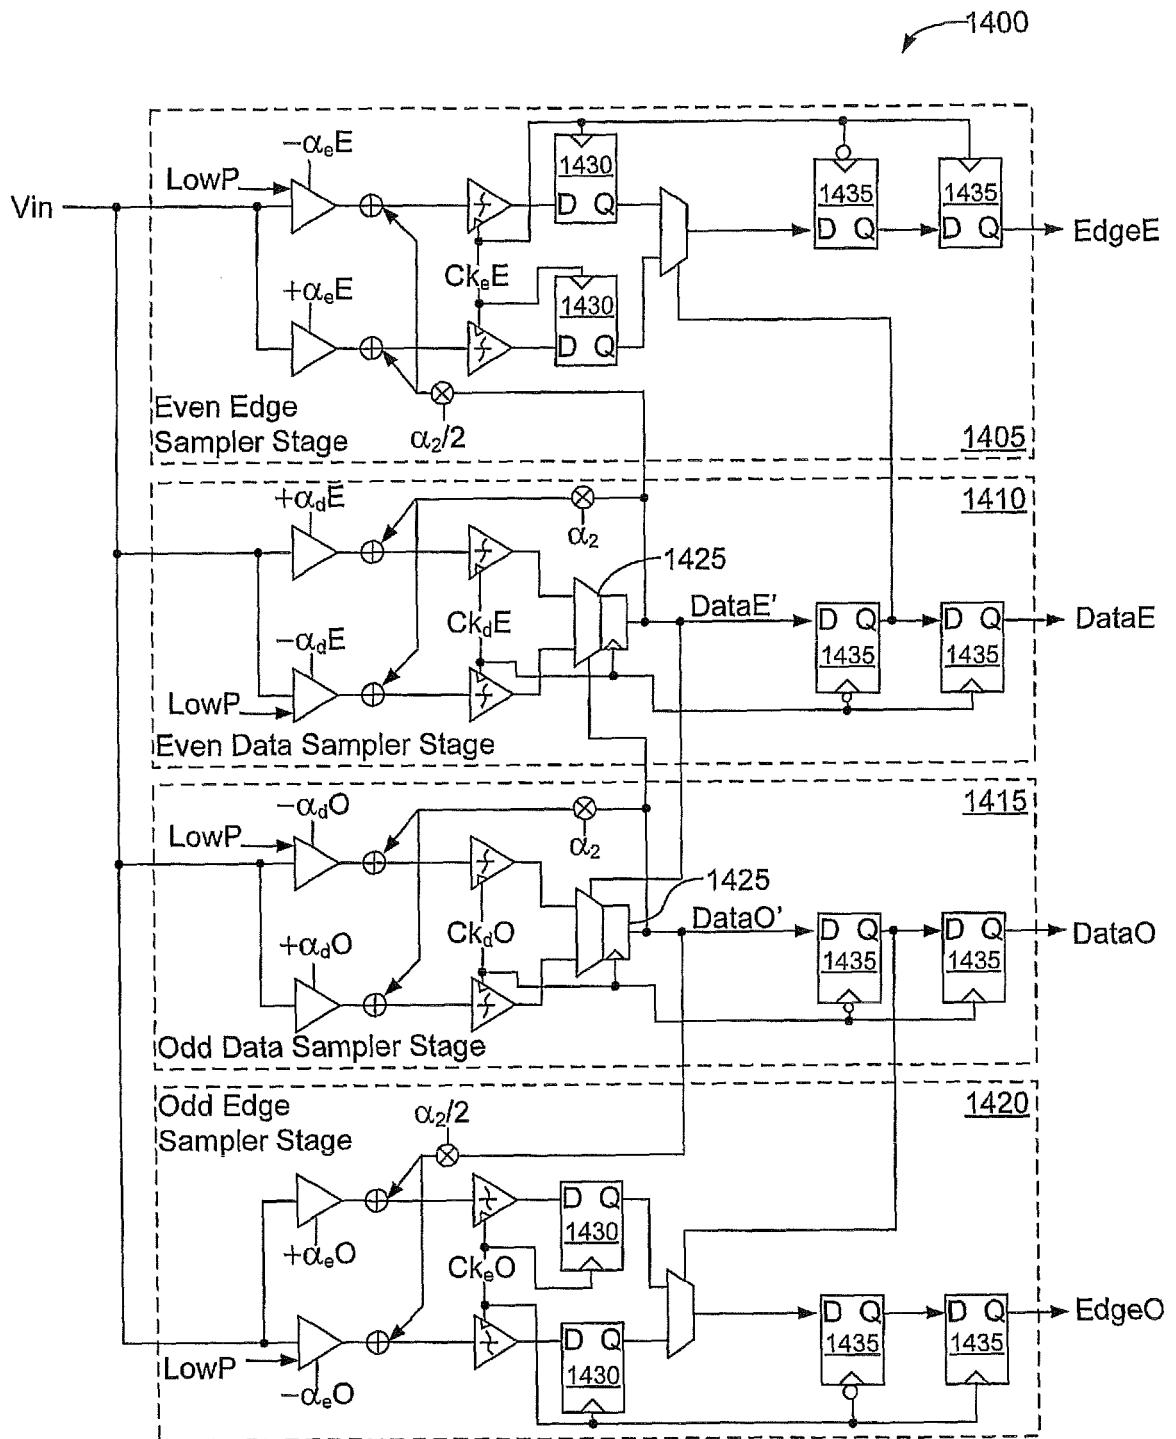 1400
−αeE
LowP
Vin
1430
D Q
1435
D Q
1435
D Q
EdgeE
CkeE
+αeE
1430
D Q
Even Edge
Sampler Stage
α2/2
1405
+αdE
1410
α2
1425
CkdE
DataE'
D Q
1435
D Q
1435
DataE
−αdE
LowP
Even Data Sampler Stage
−αdO
1415
LowP
α2
1425
CkdO
DataO'
D Q
1435
D Q
1435
DataO
+αdO
Odd Data Sampler Stage
Odd Edge
Sampler Stage
α2/2
1420
D Q
1430
+αeO
CkeO
D Q
1435
D Q
1435
EdgeO
D Q
1430
LowP
−αeO